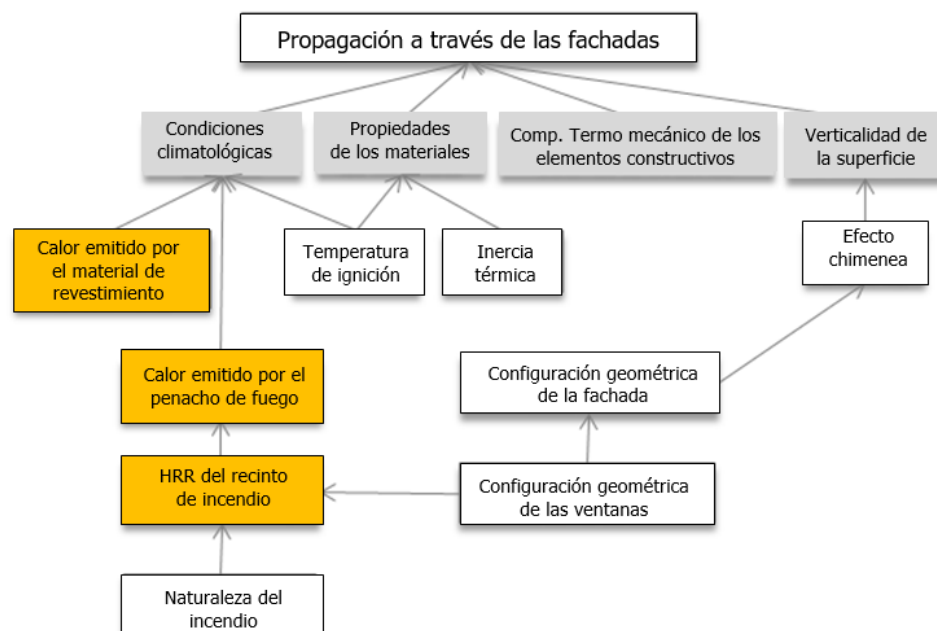 Propagación a través de las fachadas
Condiciones
climatológicas
Propiedades
de los materiales
Comp. Termo mecánico de los
elementos constructivos
Verticalidad de
la superficie
Calor emitido por
el material de
revestimiento
Temperatura
de ignición
Inercia
térmica
Efecto
chimenea
Calor emitido por el
penacho de fuego
Configuración geométrica
de la fachada
HRR del recinto
de incendio
Configuración geométrica
de las ventanas
Naturaleza del
incendio